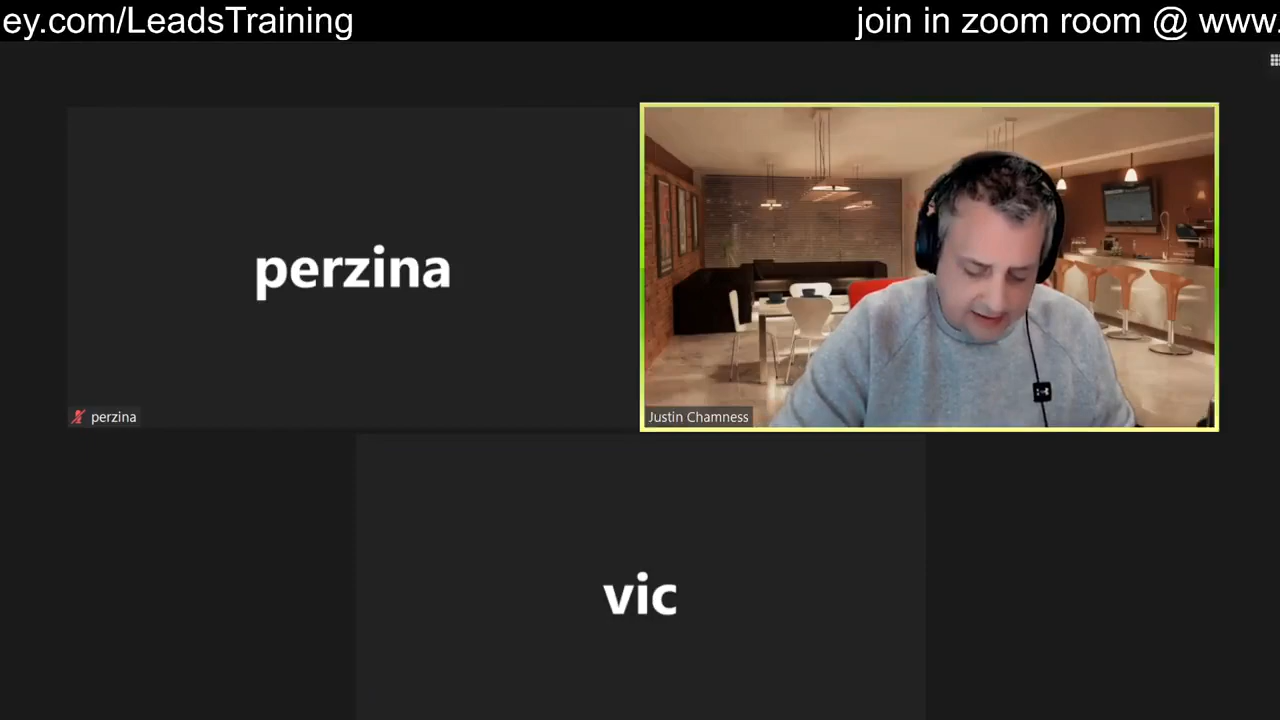 ey.com/LeadsTraining join in zoom room @ www.
perzina
perzina
Justin Chamness
vic